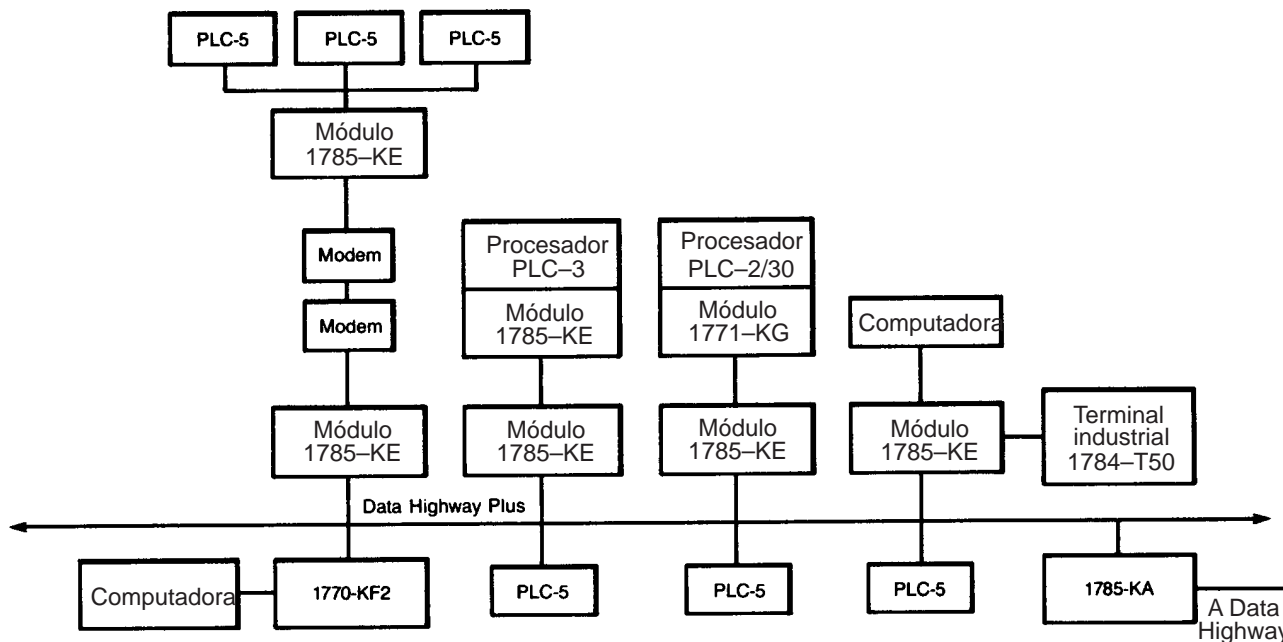 PLC-5
PLC-5
PLC-5
Módulo
1785–KE
Modem
Modem
Procesador
PLC–3
Módulo
1785–KE
Procesador
PLC–2/30
Módulo
1771–KG
Computadora
Módulo
1785–KE
Módulo
1785–KE
Módulo
1785–KE
Módulo
1785–KE
Terminal
industrial
1784–T50
Data Highway Plus
Computadora
1770-KF2
PLC-5
PLC-5
PLC-5
1785-KA
A Data
Highway